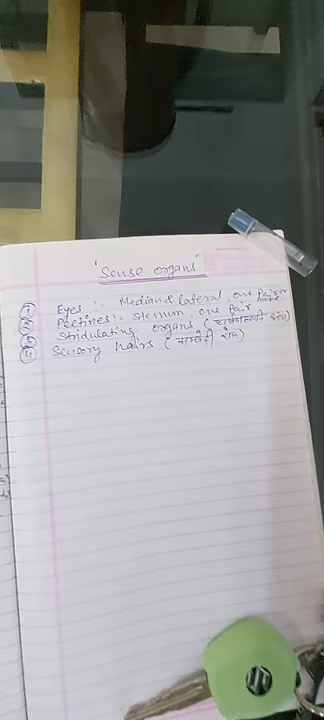 "Sense organs"
① Eyes :- Median & lateral one pair
② Pectines :- Sternum, one pair
③ Stridulating organs (
④ Sensory hairs (सम्वेदी रोम)